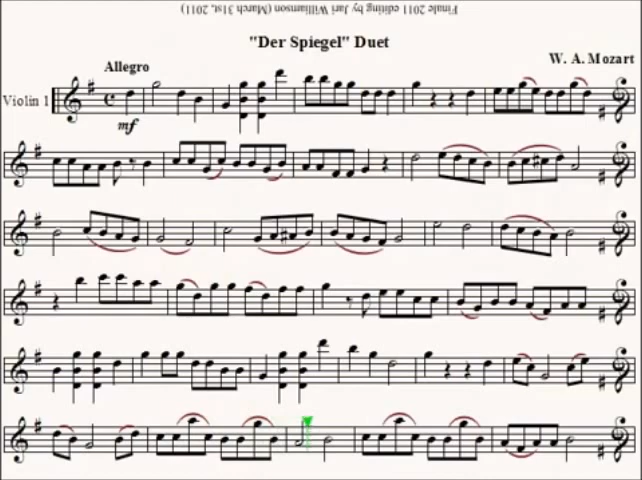 Finale 2011 editing by Jari Williamson (March 31st, 2011)
"Der Spiegel" Duet
W. A. Mozart
Allegro
Violin 1
mf